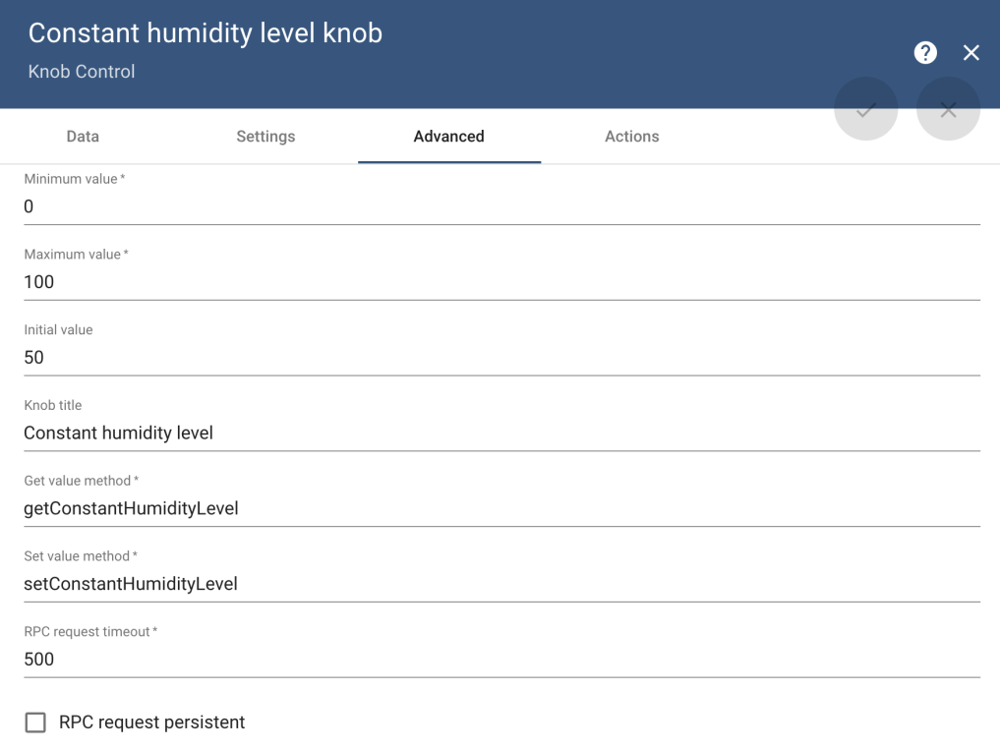 Constant humidity level knob
Knob Control
?
Data Settings Advanced Actions
Minimum value *
0
Maximum value *
100
Initial value
50
Knob title
Constant humidity level
Get value method *
getConstantHumidityLevel
Set value method *
setConstantHumidityLevel
RPC request timeout *
500
RPC request persistent